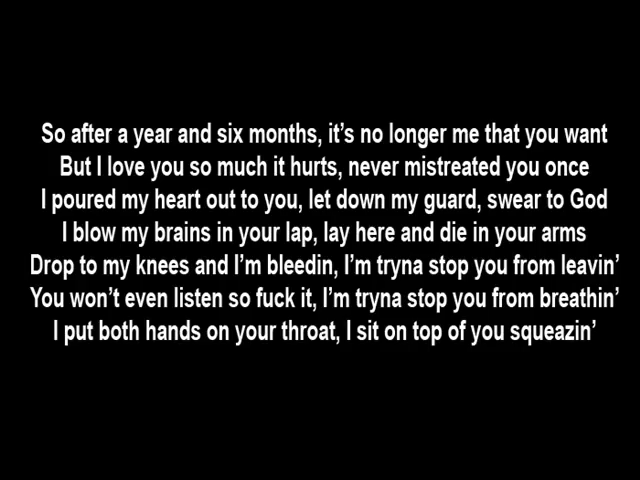 So after a year and six months, it's no longer me that you want
But I love you so much it hurts, never mistreated you once
I poured my heart out to you, let down my guard, swear to God
I blow my brains in your lap, lay here and die in your arms
Drop to my knees and I'm bleedin, I'm tryna stop you from leavin'
You won't even listen so fuck it, I'm tryna stop you from breathin'
I put both hands on your throat, I sit on top of you squeazin'